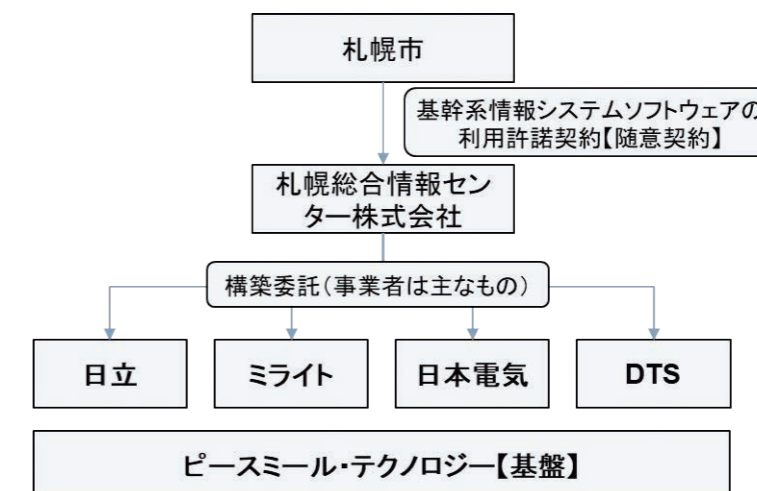 札幌市
基幹系情報システムソフトウェアの
利用許諾契約【随意契約】
札幌総合情報セン
ター株式会社
構築委託（事業者は主なもの）
日立
ミライト
日本電気
DTS
ピースミール・テクノロジー【基盤】